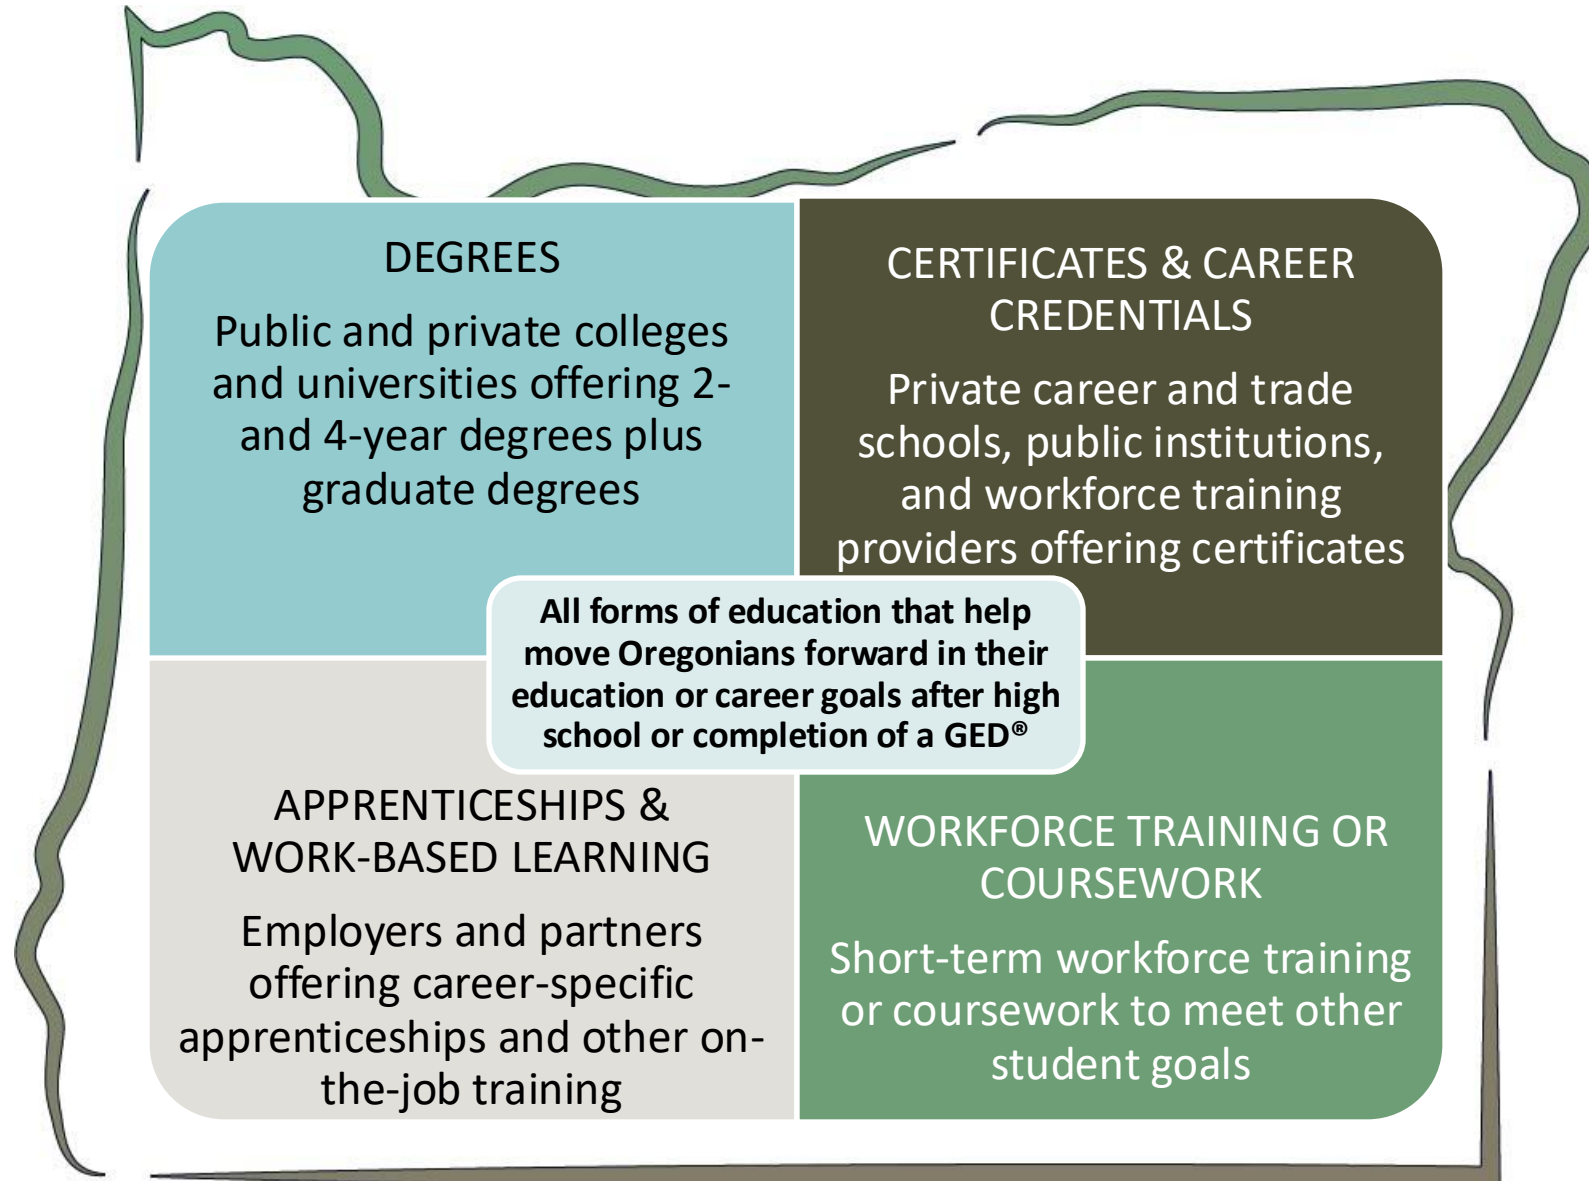 DEGREES
Public and private colleges
and universities offering 2-
and 4-year degrees plus
graduate degrees
CERTIFICATES & CAREER
CREDENTIALS
Private career and trade
schools, public institutions,
and workforce training
providers offering certificates
All forms of education that help
move Oregonians forward in their
education or career goals after high
school or completion of a GED®
APPRENTICESHIPS &
WORK-BASED LEARNING
Employers and partners
offering career-specific
apprenticeships and other on-
the-job training
WORKFORCE TRAINING OR
COURSEWORK
Short-term workforce training
or coursework to meet other
student goals